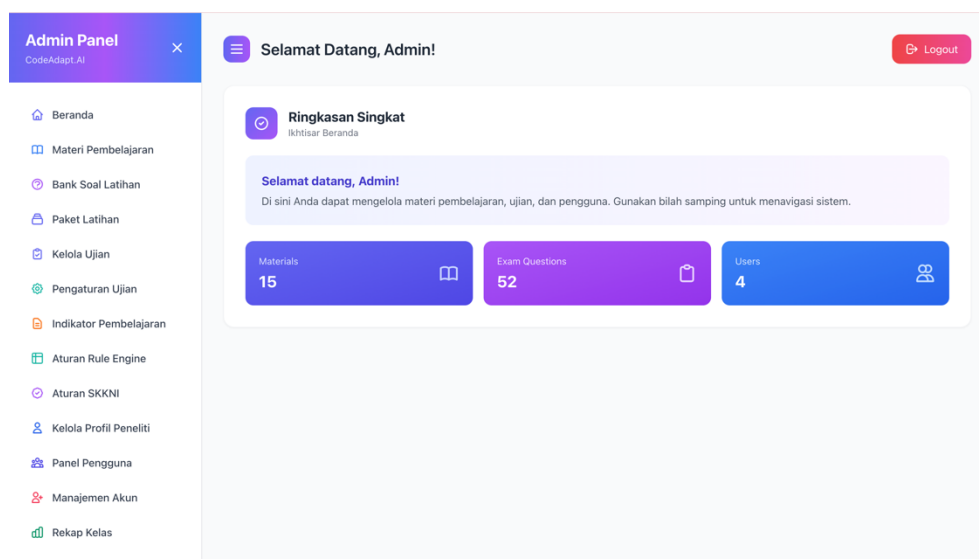 Admin Panel
CodeAdapt.AI
Beranda
Materi Pembelajaran
Bank Soal Latihan
Paket Latihan
Kelola Ujian
Pengaturan Ujian
Indikator Pembelajaran
Aturan Rule Engine
Aturan SKKNI
Kelola Profil Peneliti
Panel Pengguna
Manajemen Akun
Rekap Kelas
Selamat Datang, Admin!
Logout
Ringkasan Singkat
Ikhtisar Beranda
Selamat datang, Admin!
Di sini Anda dapat mengelola materi pembelajaran, ujian, dan pengguna. Gunakan bilah samping untuk menavigasi sistem.
Materials
15
Exam Questions
52
Users
4